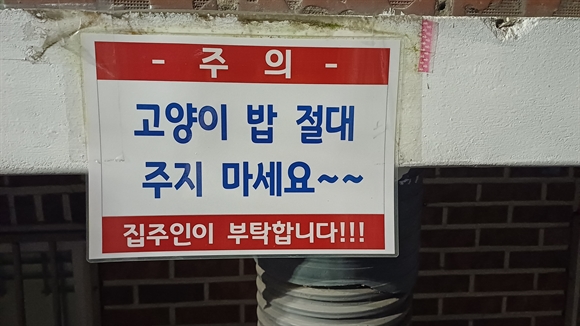 - 주 의 -
고양이 밥 절대
주지 마세요~~
집주인이 부탁합니다!!!